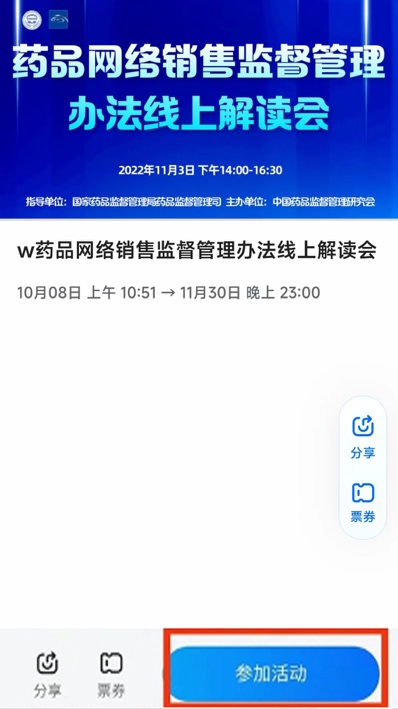 药品网络销售监督管理
办法线上解读会
2022年11月3日 下午14:00-16:30
指导单位：国家药品监督管理局药品监督管理司 主办单位：中国药品监督管理研究会
w药品网络销售监督管理办法线上解读会
10月08日 上午 10:51 → 11月30日 晚上 23:00
分享
票券
分享
票券
参加活动